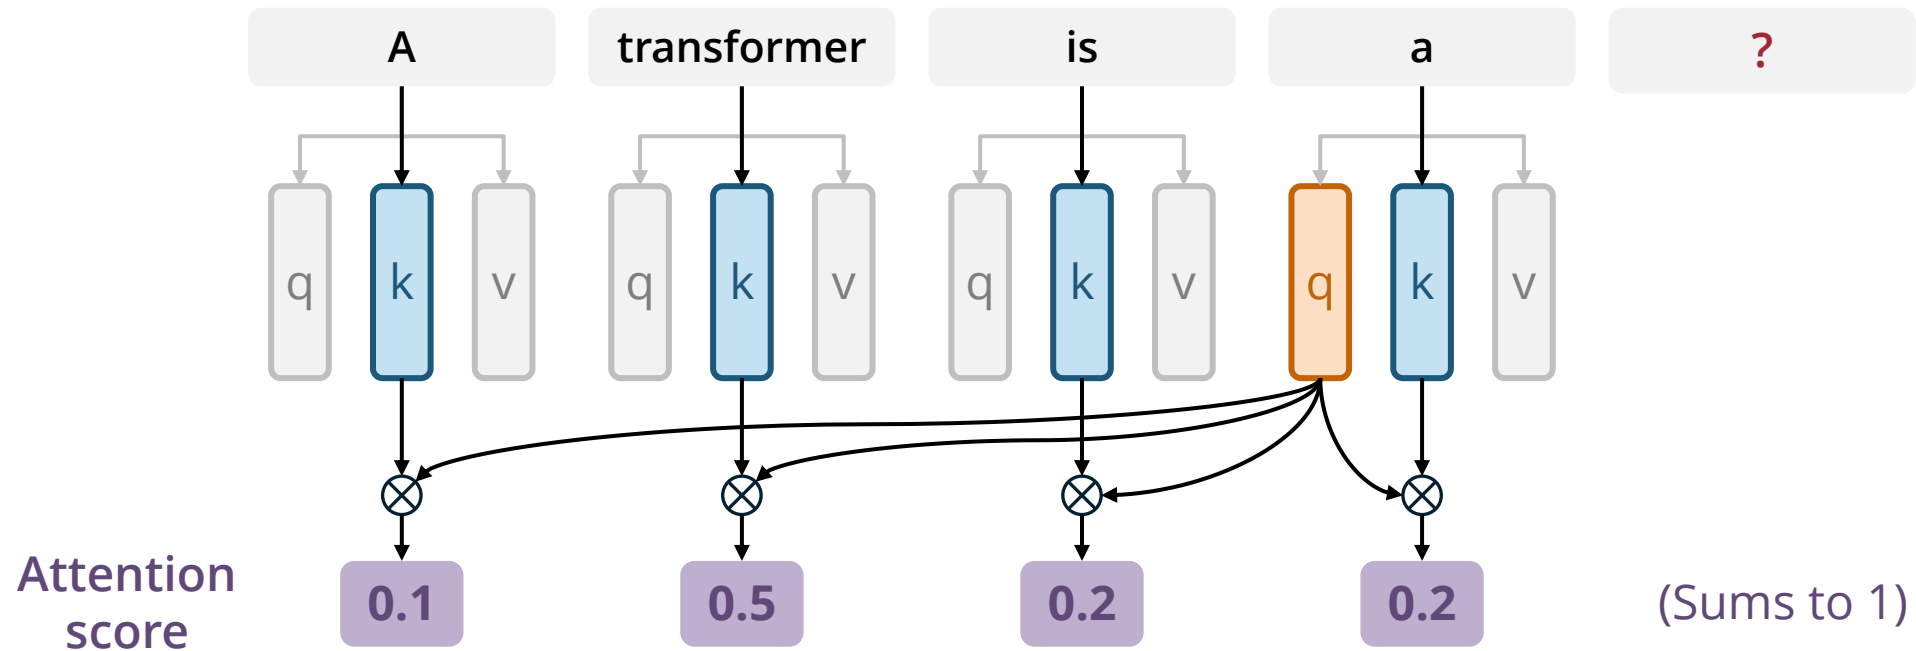 A transformer is a ?
q k v q k v q k v q k v
Attention
score
0.1 0.5 0.2 0.2 (Sums to 1)